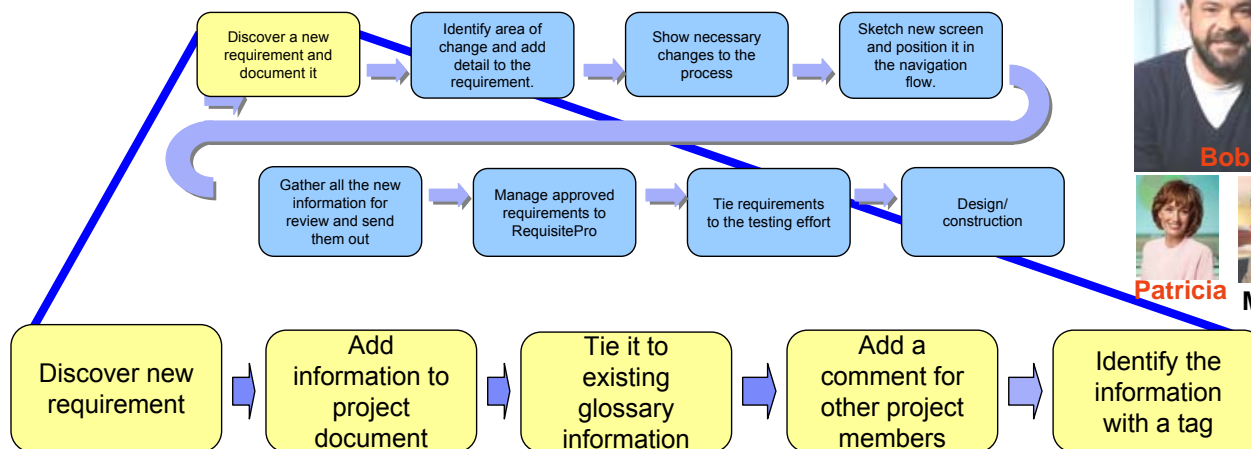 Discover a new
requirement and
document it
Identify area of
change and add
detail to the
requirement.
Show necessary
changes to the
process
Sketch new screen
and position it in
the navigation
flow.
Bob
Gather all the new
information for
review and send
them out
Manage approved
requirements to
RequisitePro
Tie requirements
to the testing effort
Design/
construction
Patricia
Discover new
requirement
Add
information to
project
document
Tie it to
existing
glossary
information
Add a
comment for
other project
members
Identify the
information
with a tag